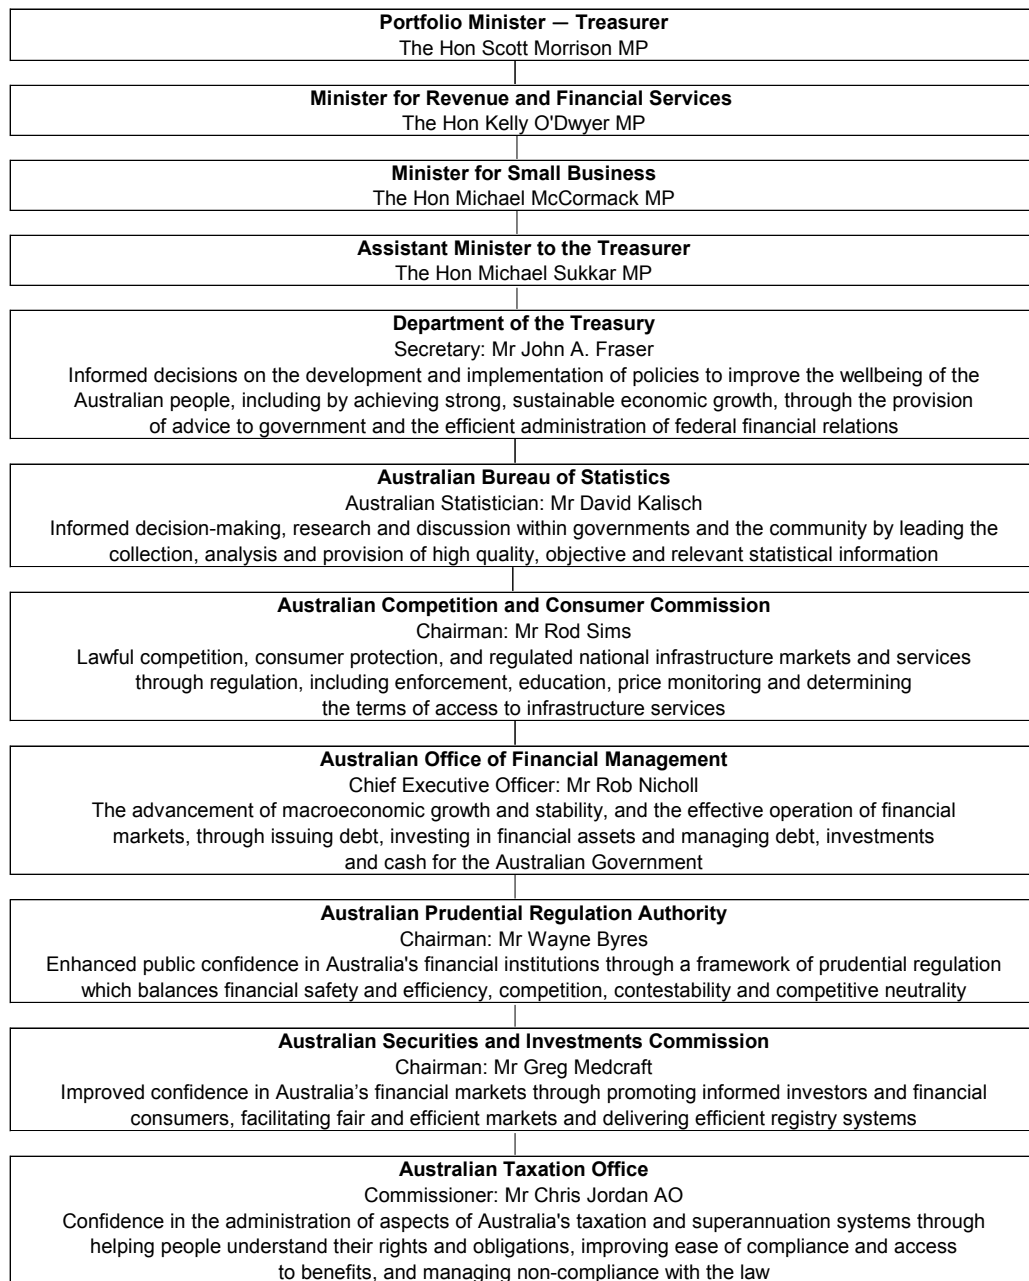 Portfolio Minister — Treasurer
The Hon Scott Morrison MP
Minister for Revenue and Financial Services
The Hon Kelly O'Dwyer MP
Minister for Small Business
The Hon Michael McCormack MP
Assistant Minister to the Treasurer
The Hon Michael Sukkar MP
Department of the Treasury
Secretary: Mr John A. Fraser
Informed decisions on the development and implementation of policies to improve the wellbeing of the
Australian people, including by achieving strong, sustainable economic growth, through the provision
of advice to government and the efficient administration of federal financial relations
Australian Bureau of Statistics
Australian Statistician: Mr David Kalisch
Informed decision-making, research and discussion within governments and the community by leading the
collection, analysis and provision of high quality, objective and relevant statistical information
Australian Competition and Consumer Commission
Chairman: Mr Rod Sims
Lawful competition, consumer protection, and regulated national infrastructure markets and services
through regulation, including enforcement, education, price monitoring and determining
the terms of access to infrastructure services
Australian Office of Financial Management
Chief Executive Officer: Mr Rob Nicholl
The advancement of macroeconomic growth and stability, and the effective operation of financial
markets, through issuing debt, investing in financial assets and managing debt, investments
and cash for the Australian Government
Australian Prudential Regulation Authority
Chairman: Mr Wayne Byres
Enhanced public confidence in Australia's financial institutions through a framework of prudential regulation
which balances financial safety and efficiency, competition, contestability and competitive neutrality
Australian Securities and Investments Commission
Chairman: Mr Greg Medcraft
Improved confidence in Australia’s financial markets through promoting informed investors and financial
consumers, facilitating fair and efficient markets and delivering efficient registry systems
Australian Taxation Office
Commissioner: Mr Chris Jordan AO
Confidence in the administration of aspects of Australia's taxation and superannuation systems through
helping people understand their rights and obligations, improving ease of compliance and access
to benefits, and managing non-compliance with the law